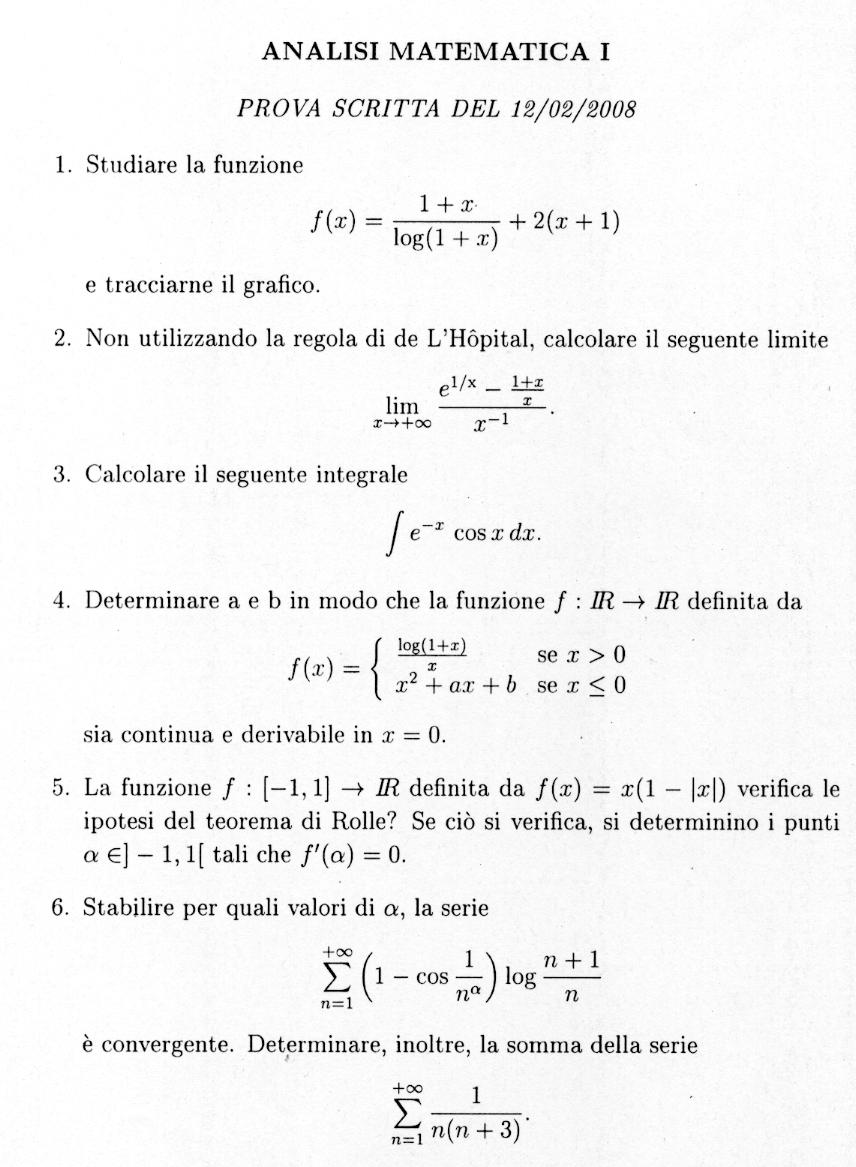 ANALISI MATEMATICA I
PROVA SCRITTA DEL 12/02/2008
1. Studiare la funzione
f(x) = \frac{1 + x}{\log(1 + x)} + 2(x + 1)
e tracciarne il grafico.
2. Non utilizzando la regola di de L'Hôpital, calcolare il seguente limite
\lim_{x \to +\infty} \frac{e^{1/x} - \frac{1+x}{x}}{x^{-1}}.
3. Calcolare il seguente integrale
\int e^{-x} \cos x \, dx.
4. Determinare a e b in modo che la funzione f : IR → IR definita da
f(x) = \begin{cases} \frac{\log(1+x)}{x} & \text{se } x > 0 \\ x^2 + ax + b & \text{se } x \leq 0 \end{cases}
sia continua e derivabile in x = 0.
5. La funzione f : [−1, 1] → IR definita da f(x) = x(1 − |x|) verifica le
ipotesi del teorema di Rolle? Se ciò si verifica, si determinino i punti
α ∈] − 1, 1[ tali che f′(α) = 0.
6. Stabilire per quali valori di α, la serie
\sum_{n=1}^{+\infty} \left(1 - \cos \frac{1}{n^α}\right) \log \frac{n + 1}{n}
è convergente. Determinare, inoltre, la somma della serie
\sum_{n=1}^{+\infty} \frac{1}{n(n + 3)}.